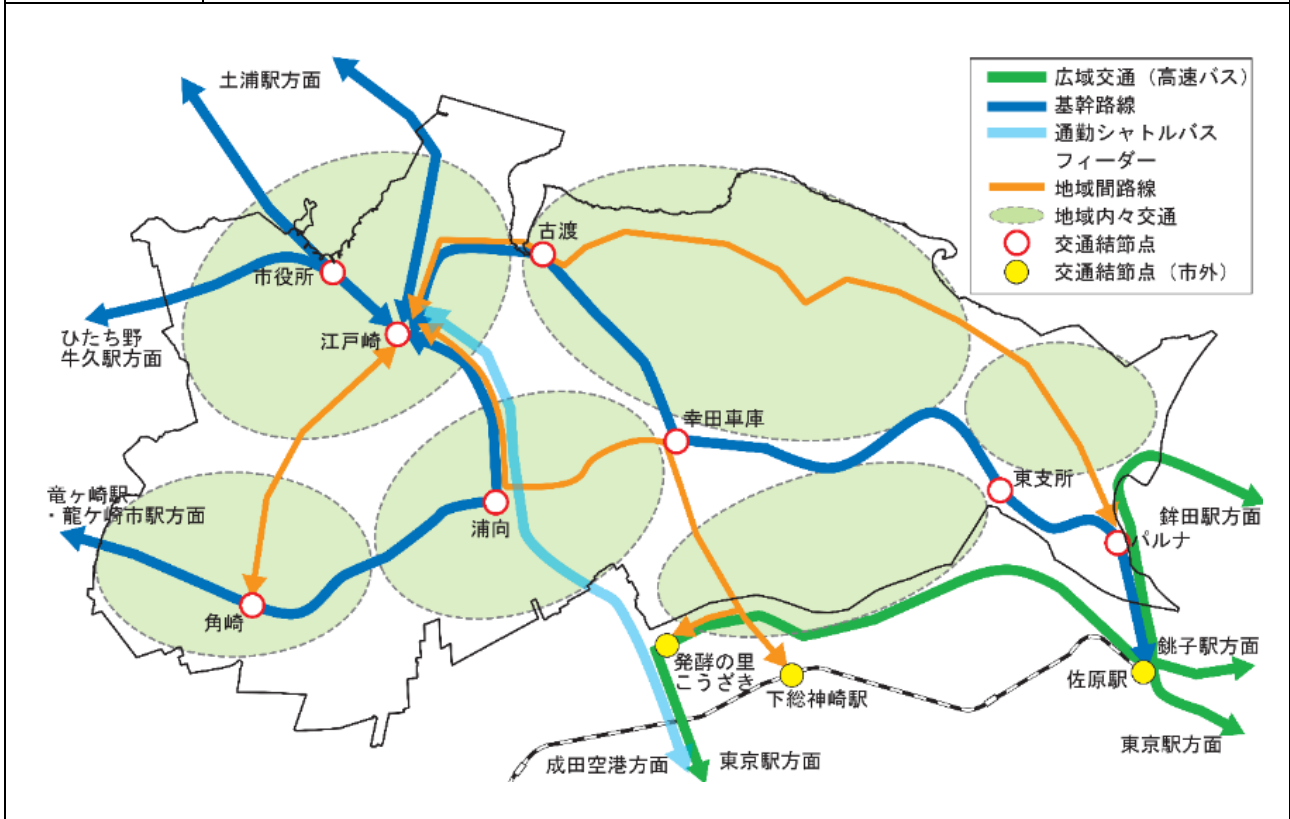 土浦駅方面
広域交通（高速バス）
基幹路線
通勤シャトルバス
フィーダー
地域間路線
地域内々交通
交通結節点
交通結節点（市外）
古渡
市役所
江戸崎
ひたち野
牛久駅方面
幸田車庫
東支所
竜ヶ崎駅
・龍ケ崎市駅方面
浦向
鉾田駅方面
パルナ
角崎
発酵の里
こうざき
下総神崎駅
佐原駅
銚子駅方面
東京駅方面
成田空港方面
東京駅方面